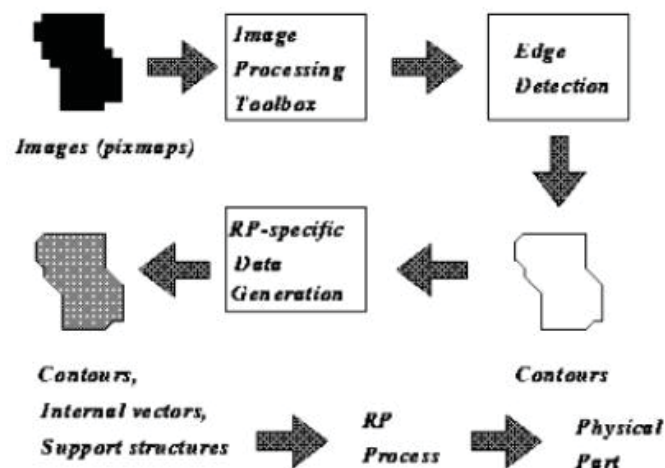 Image
Processing
Toolbox
Edge
Detection
Images (pixmaps)
RP-specific
Data
Generation
Contours,
Internal vectors,
Support structures
Contours
RP
Process
Physical
Part